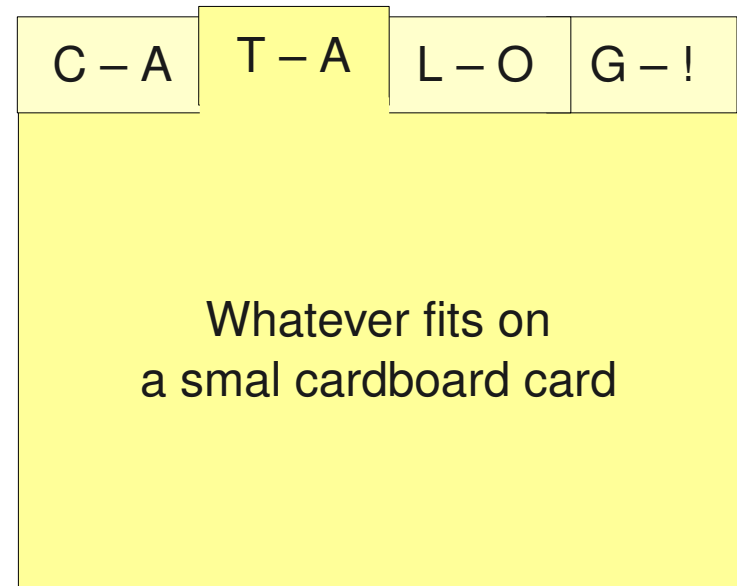 C – A T – A L – O G – !
Whatever fits on
a smal cardboard card